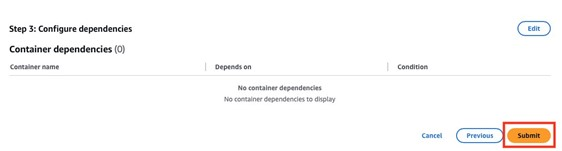 Step 3: Configure dependencies
Edit
Container dependencies (0)
Container name Depends on Condition
No container dependencies
No container dependencies to display
Cancel Previous Submit